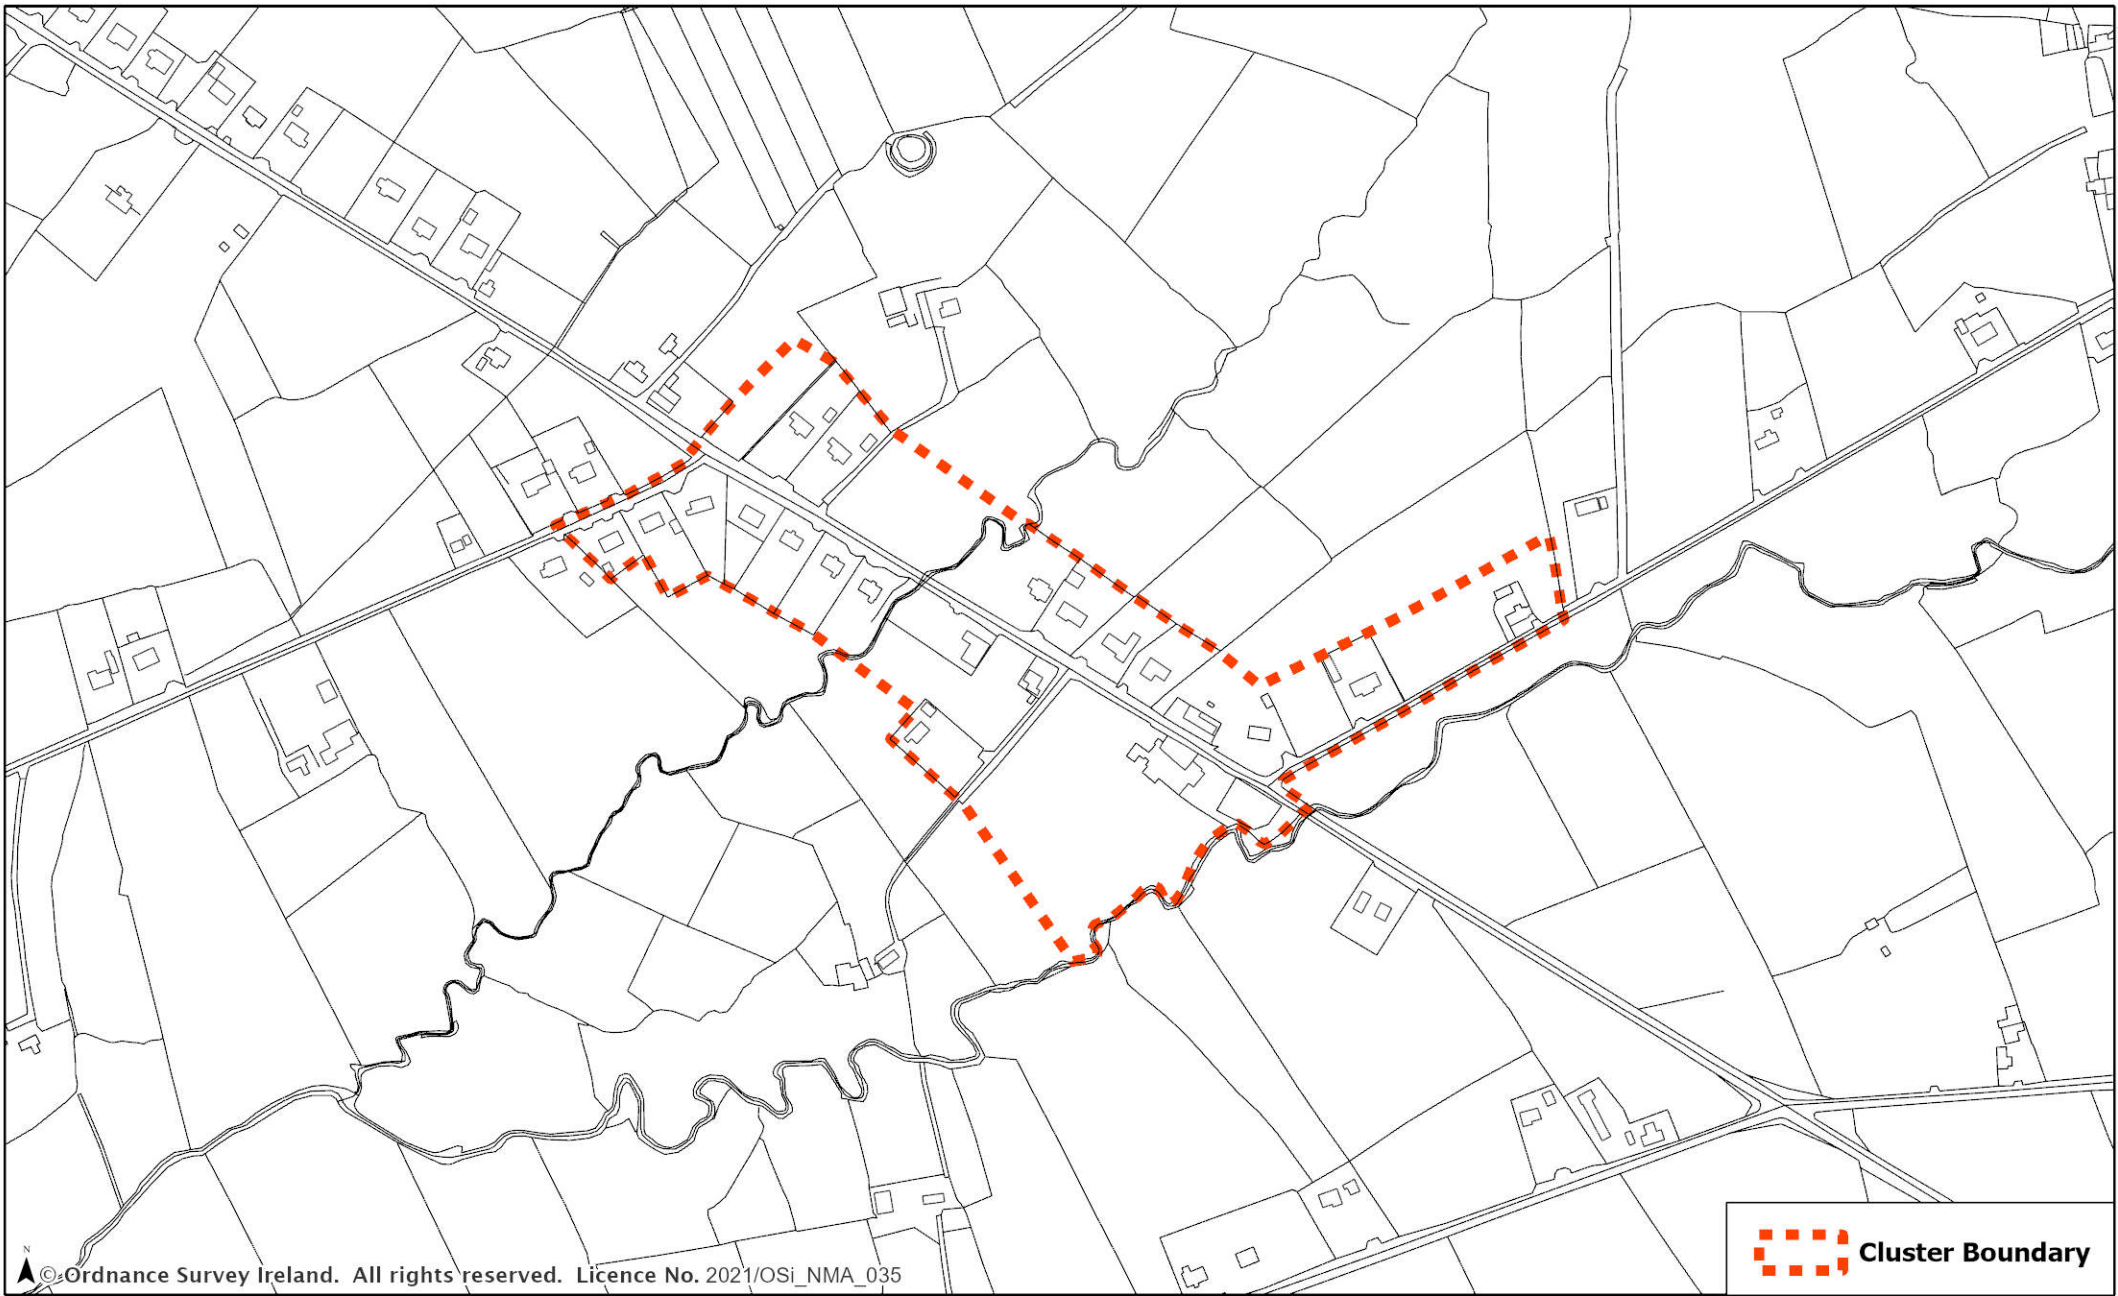 Cluster Boundary
N
© Ordnance Survey Ireland. All rights reserved. Licence No. 2021/OSi_NMA_035